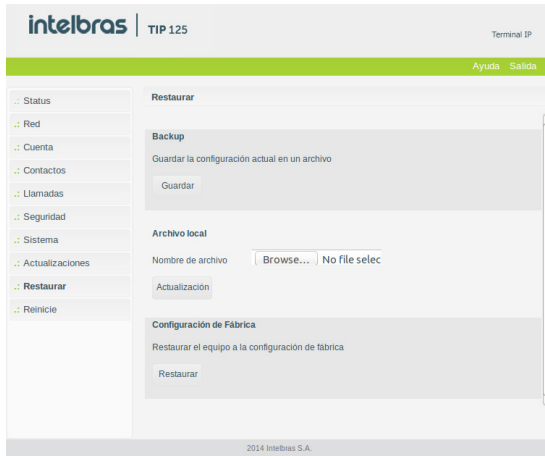 intelbras TIP 125
Terminal IP
Ayuda Salida
.: Status
.: Red
.: Cuenta
.: Contactos
.: Llamadas
.: Seguridad
.: Sistema
.: Actualizaciones
.: Restaurar
.: Reinicie
Restaurar
Backup
Guardar la configuración actual en un archivo
Guardar
Archivo local
Nombre de archivo Browse... No file selec
Actualización
Configuración de Fábrica
Restaurar el equipo a la configuración de fábrica
Restaurar
2014 Intelbras S.A.